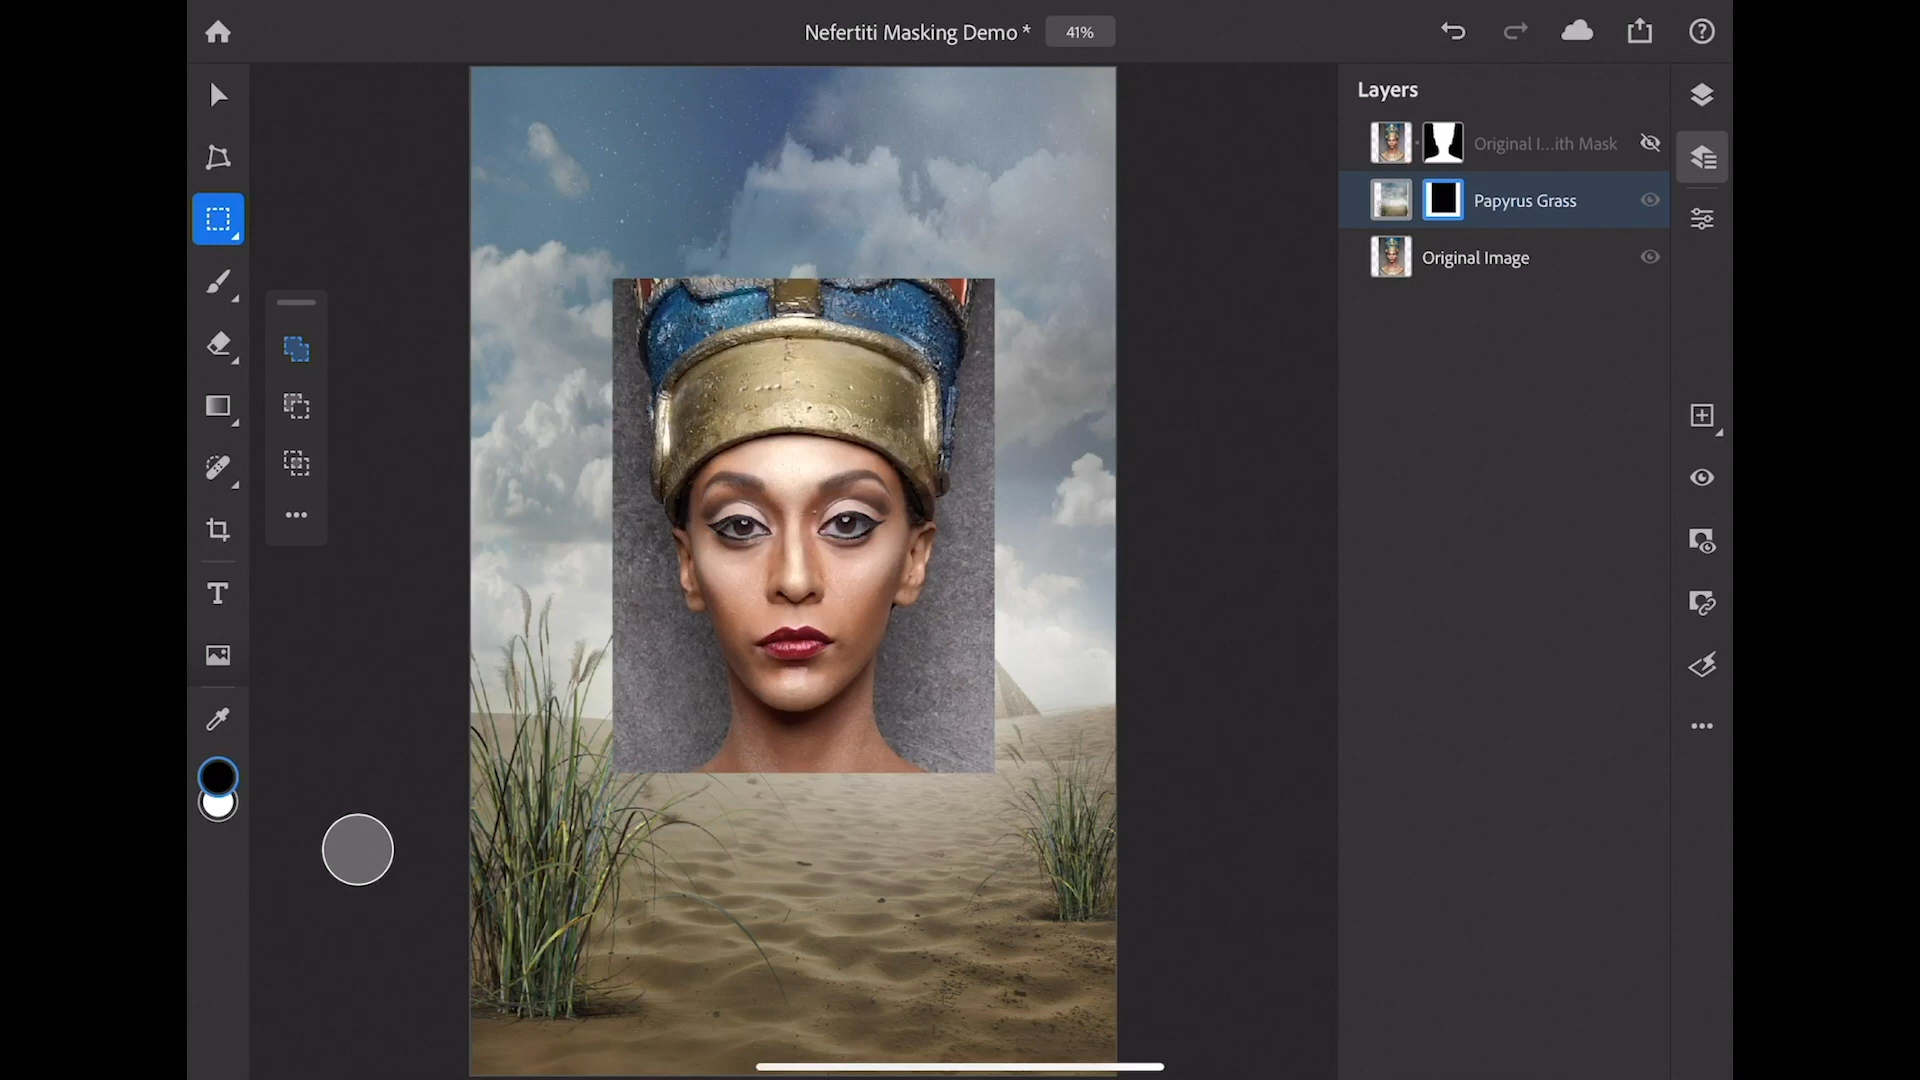 Nefertiti Masking Demo *
41%
Layers
Original I...ith Mask
Papyrus Grass
Original Image